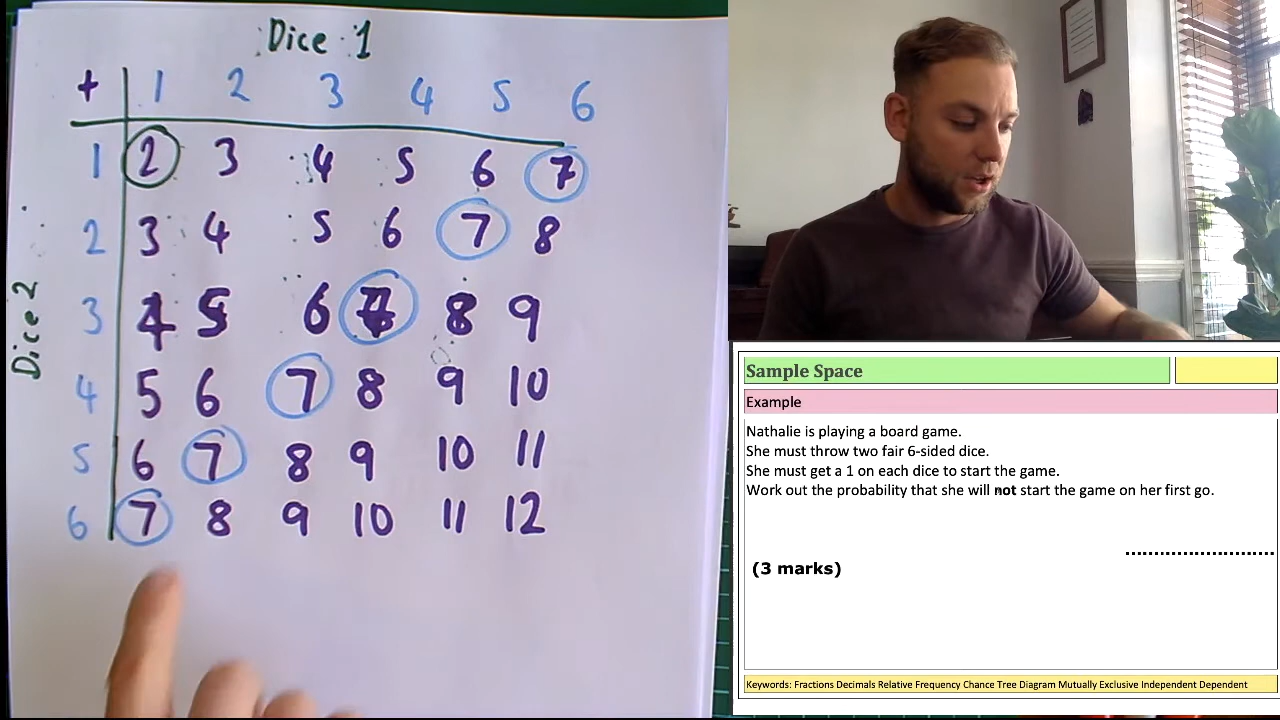 Dice 1
+ 1 2 3 4 5 6
1 2 3 4 5 6 7
2 3 4 5 6 7 8
3 4 5 6 7 8 9
4 5 6 7 8 9 10
5 6 7 8 9 10 11
6 7 8 9 10 11 12
Dice 2
Sample Space
Example
Nathalie is playing a board game.
She must throw two fair 6-sided dice.
She must get a 1 on each dice to start the game.
Work out the probability that she will not start the game on her first go.
(3 marks)
Keywords: Fractions Decimals Relative Frequency Chance Tree Diagram Mutually Exclusive Independent Dependent